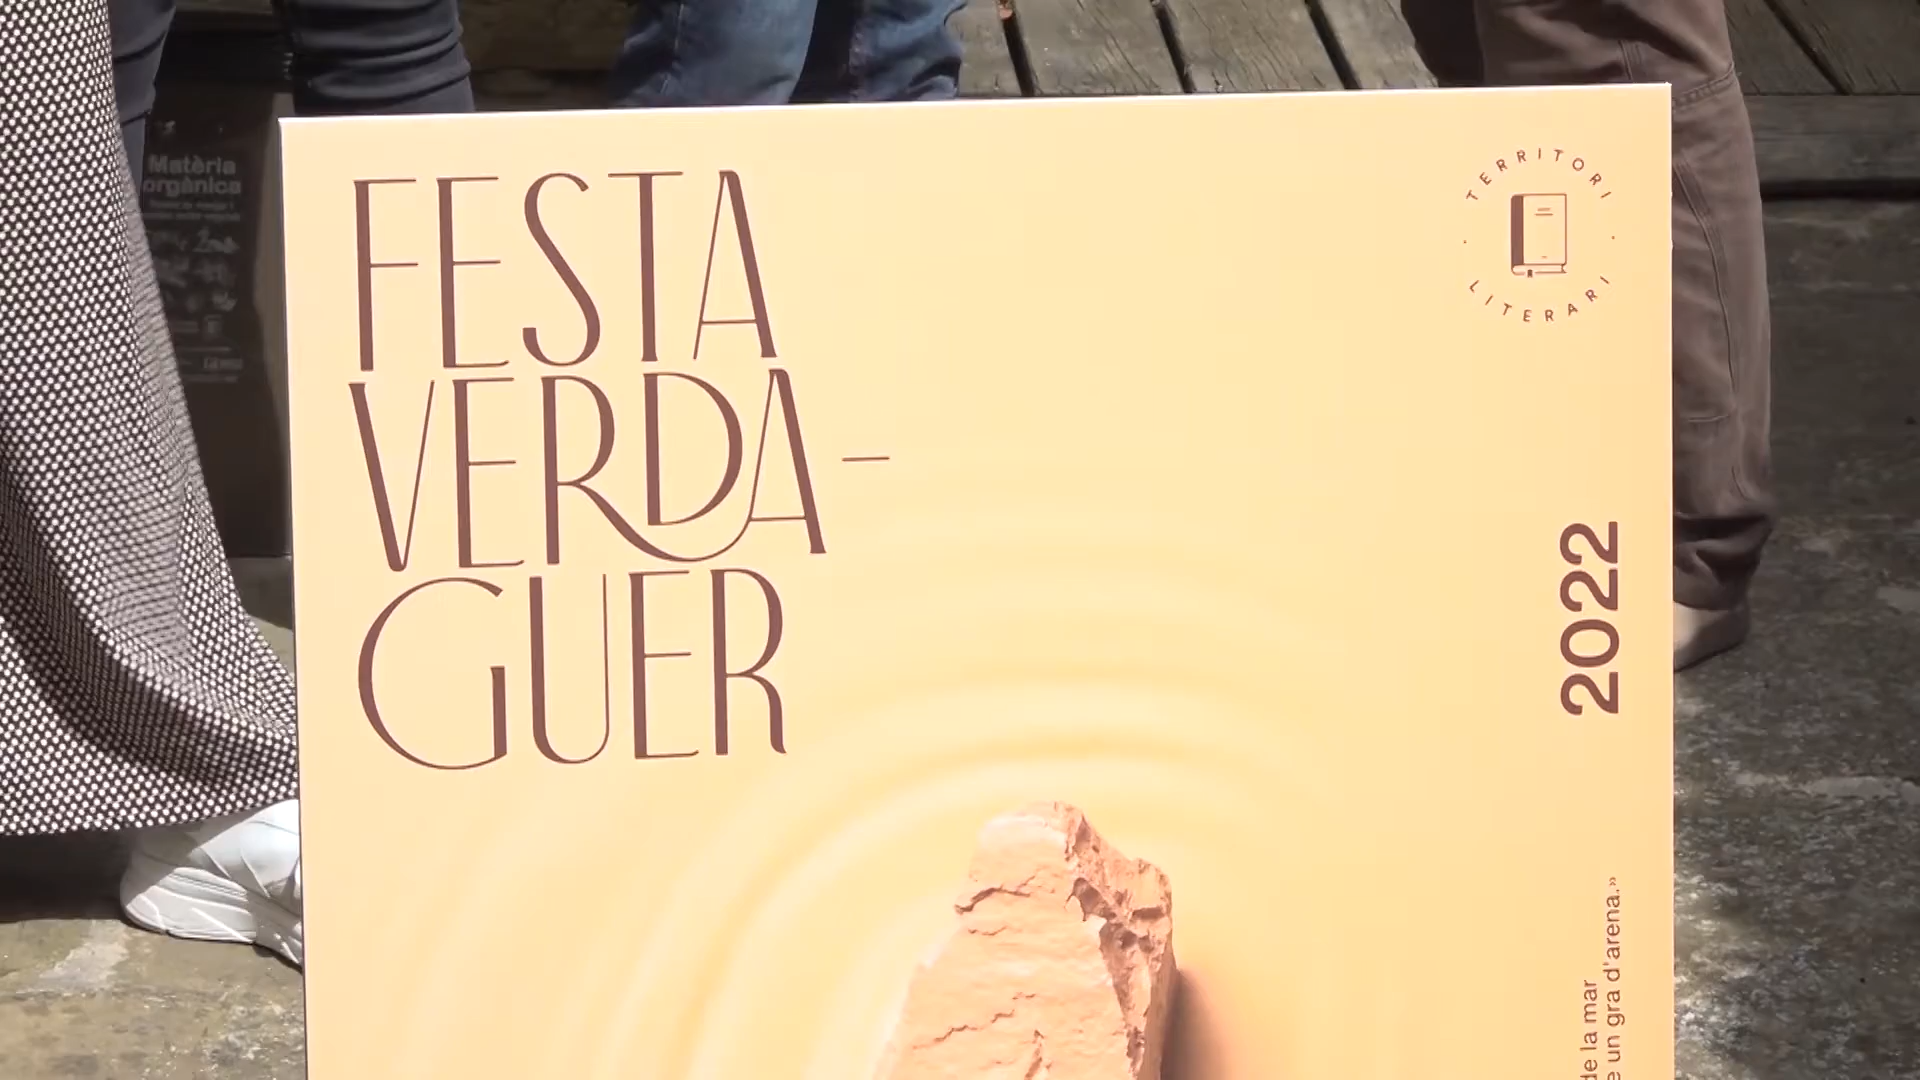 FESTA
VERDA-
GUER
TERRITORI
LITERARI
2022
de la mar
un gra d'arena.»
Matèria
orgànica